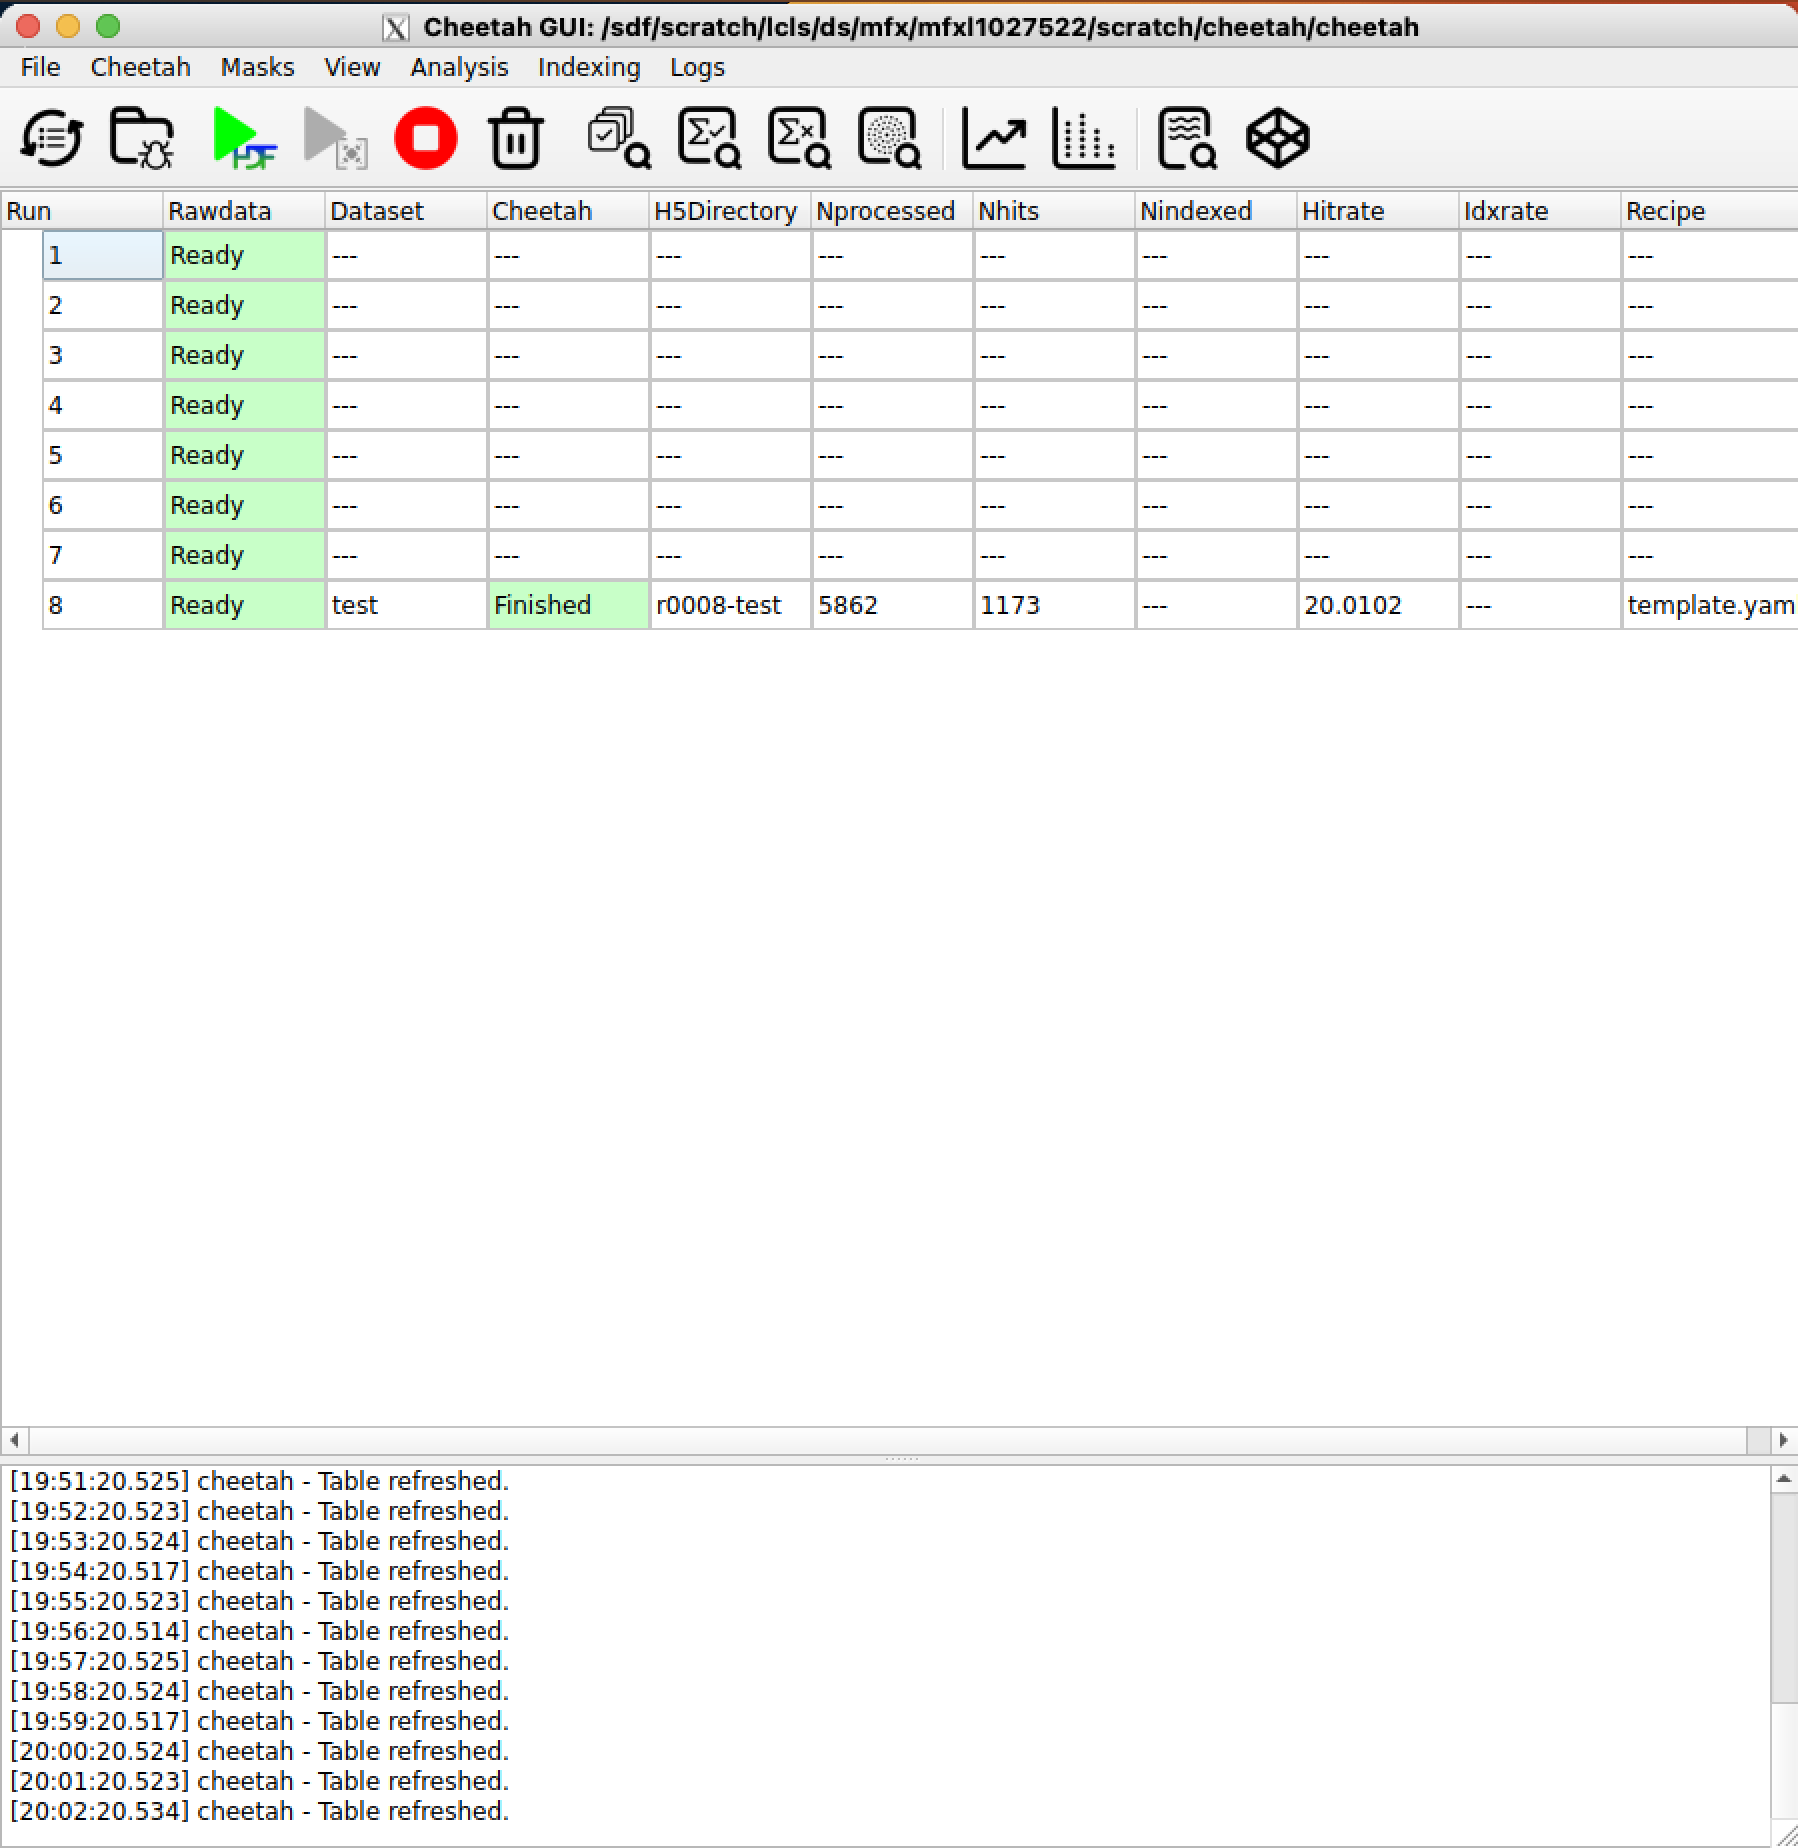 Cheetah GUI: /sdf/scratch/lcls/ds/mfx/mfxl1027522/scratch/cheetah/cheetah
File Cheetah Masks View Analysis Indexing Logs
HDF
Run Rawdata Dataset Cheetah H5Directory Nprocessed Nhits Nindexed Hitrate Idxrate Recipe
1 Ready --- --- --- --- --- --- --- --- ---
2 Ready --- --- --- --- --- --- --- --- ---
3 Ready --- --- --- --- --- --- --- --- ---
4 Ready --- --- --- --- --- --- --- --- ---
5 Ready --- --- --- --- --- --- --- --- ---
6 Ready --- --- --- --- --- --- --- --- ---
7 Ready --- --- --- --- --- --- --- --- ---
8 Ready test Finished r0008-test 5862 1173 --- 20.0102 --- template.yam
[19:51:20.525] cheetah - Table refreshed.
[19:52:20.523] cheetah - Table refreshed.
[19:53:20.524] cheetah - Table refreshed.
[19:54:20.517] cheetah - Table refreshed.
[19:55:20.523] cheetah - Table refreshed.
[19:56:20.514] cheetah - Table refreshed.
[19:57:20.525] cheetah - Table refreshed.
[19:58:20.524] cheetah - Table refreshed.
[19:59:20.517] cheetah - Table refreshed.
[20:00:20.524] cheetah - Table refreshed.
[20:01:20.523] cheetah - Table refreshed.
[20:02:20.534] cheetah - Table refreshed.